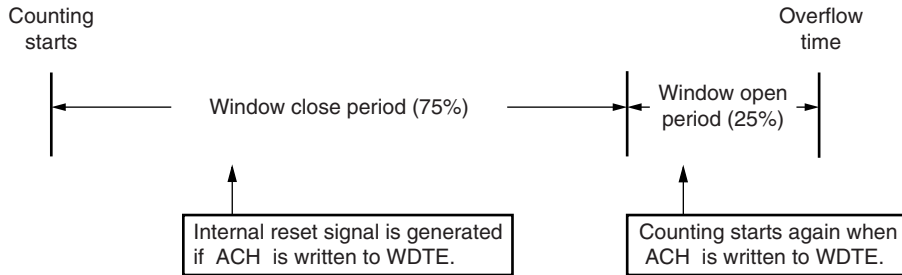 Counting
starts
Overflow
time
Window close period (75%)
Window open
period (25%)
Internal reset signal is generated
if ACH is written to WDTE.
Counting starts again when
ACH is written to WDTE.